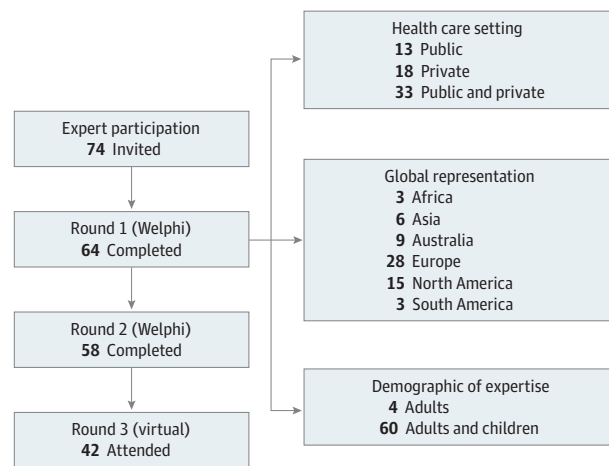 Expert participation
74 Invited
Round 1 (Welphi)
64 Completed
Round 2 (Welphi)
58 Completed
Round 3 (virtual)
42 Attended
Health care setting
13 Public
18 Private
33 Public and private
Global representation
3 Africa
6 Asia
9 Australia
28 Europe
15 North America
3 South America
Demographic of expertise
4 Adults
60 Adults and children